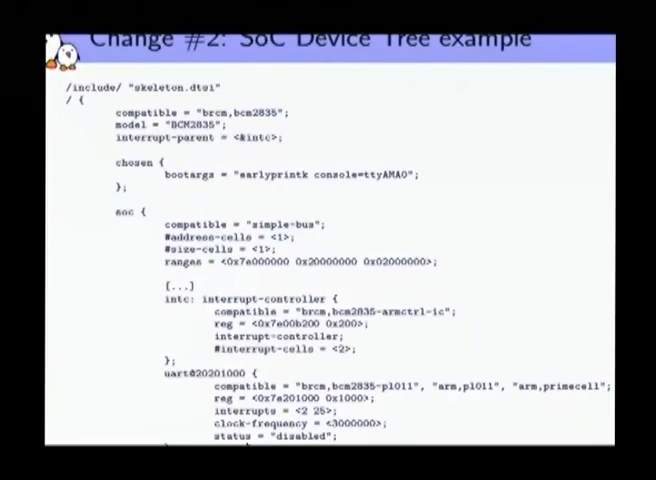 Change #2: SoC Device Tree example
/include/ "skeleton.dtsi"
/ {
compatible = "brcm,bcm2835";
model = "BCM2835";
interrupt-parent = <&intc>;
chosen {
bootargs = "earlyprintk console=ttyAMA0";
};
soc {
compatible = "simple-bus";
#address-cells = <1>;
#size-cells = <1>;
ranges = <0x7e000000 0x20000000 0x02000000>;
[...]
intc: interrupt-controller {
compatible = "brcm,bcm2835-armctrl-ic";
reg = <0x7e00b200 0x200>;
interrupt-controller;
#interrupt-cells = <2>;
};
uart@20201000 {
compatible = "brcm,bcm2835-pl011", "arm,pl011", "arm,primecell";
reg = <0x7e201000 0x1000>;
interrupts = <2 25>;
clock-frequency = <3000000>;
status = "disabled";